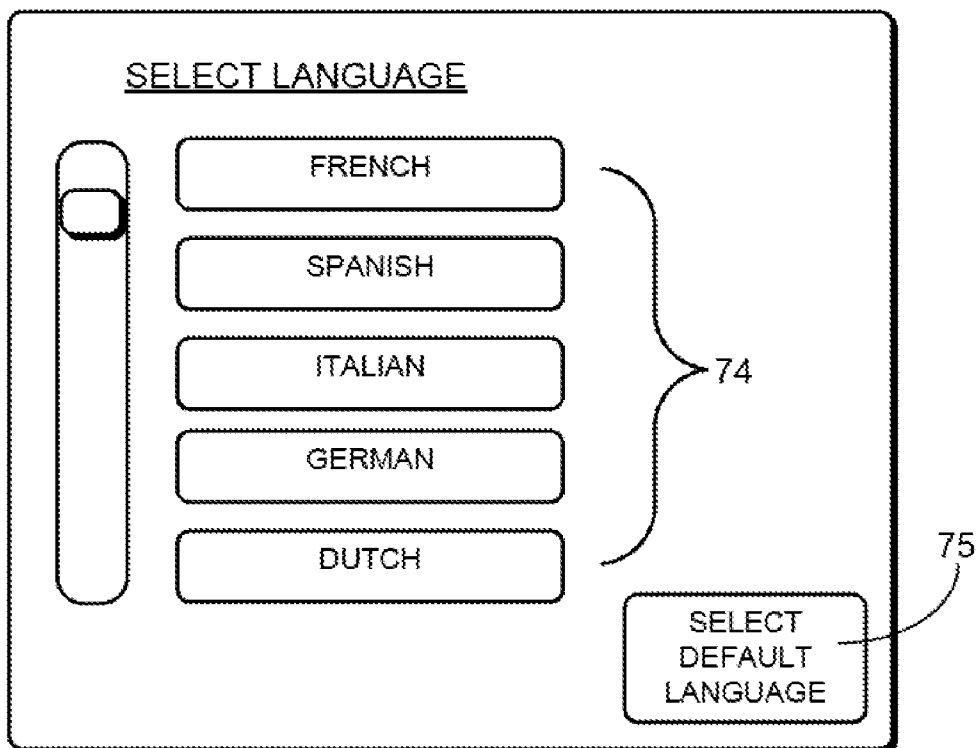 SELECT LANGUAGE
FRENCH
SPANISH
ITALIAN
74
GERMAN
DUTCH
75
SELECT
DEFAULT
LANGUAGE